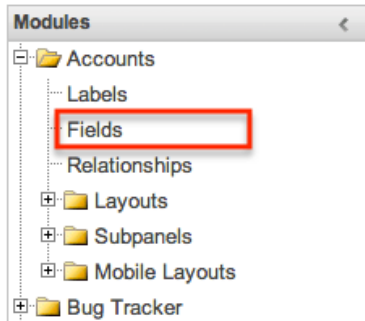 Modules
Accounts
Labels
Fields
Relationships
Layouts
Subpanels
Mobile Layouts
Bug Tracker